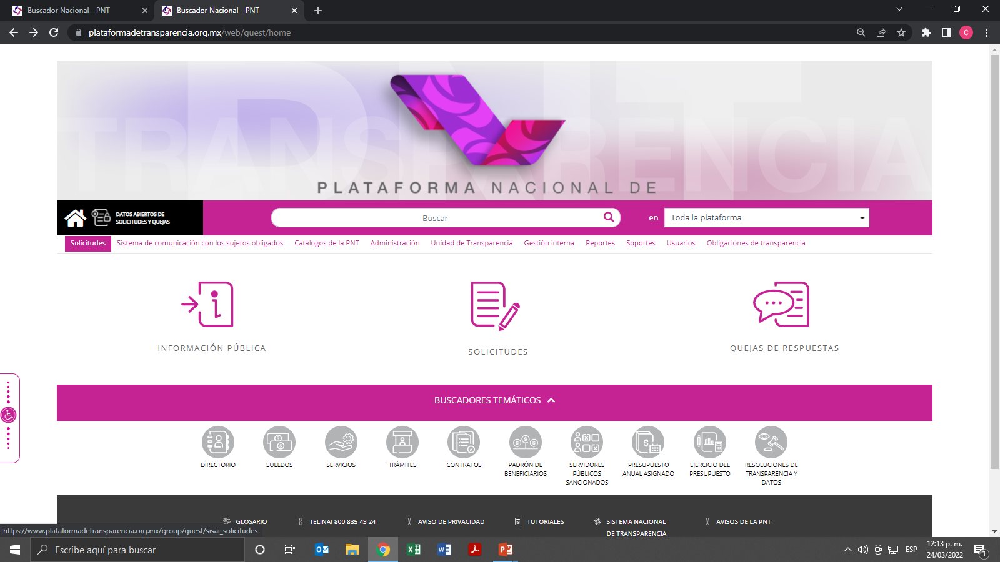 Buscador Nacional - PNT
Buscador Nacional - PNT
plataformadetransparencia.org.mx/web/guest/home
C
PNT
TRANSPARENCIA
PLATAFORMA NACIONAL DE
DATOS ABIERTOS DE
SOLICITUDES Y QUEJAS
Buscar
en
Toda la plataforma
Solicitudes Sistema de comunicación con los sujetos obligados Catálogos de la PNT Administración Unidad de Transparencia Gestión interna Reportes Soportes Usuarios Obligaciones de transparencia
INFORMACIÓN PÚBLICA
SOLICITUDES
QUEJAS DE RESPUESTAS
BUSCADORES TEMÁTICOS
DIRECTORIO
SUELDOS
SERVICIOS
TRÁMITES
CONTRATOS
PADRÓN DE
BENEFICIARIOS
SERVIDORES
PÚBLICOS
SANCIONADOS
PRESUPUESTO
ANUAL ASIGNADO
EJERCICIO DEL
PRESUPUESTO
RESOLUCIONES DE
TRANSPARENCIA Y
DATOS
GLOSARIO
TELINAI 800 835 43 24
AVISO DE PRIVACIDAD
TUTORIALES
SISTEMA NACIONAL
DE TRANSPARENCIA
AVISOS DE LA PNT
https://www.plataformadetransparencia.org.mx/group/guest/sisai_solicitudes
Escribe aquí para buscar
ESP
12:13 p. m.
24/03/2022
1